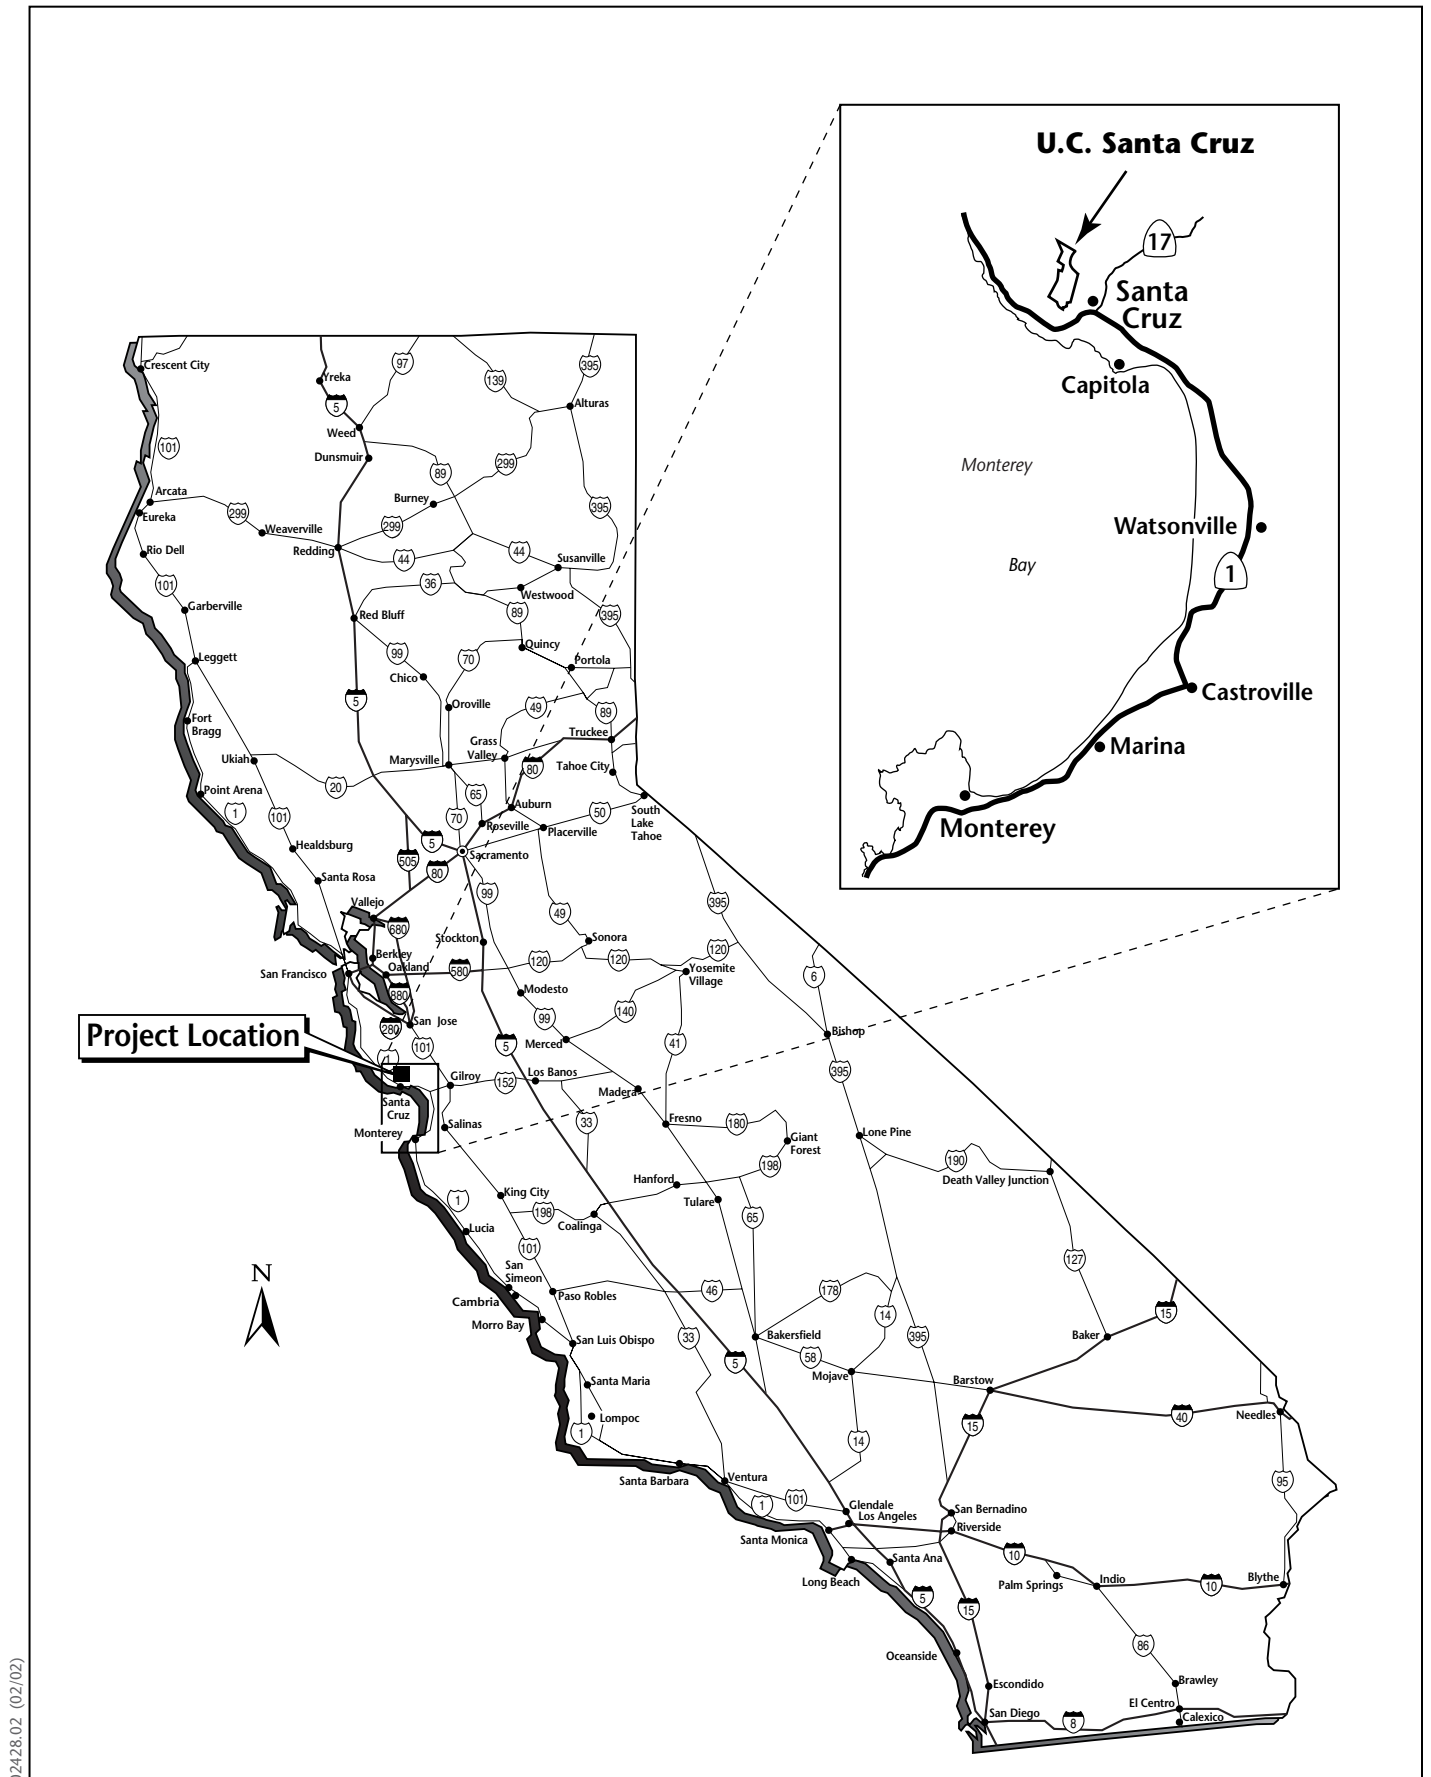 U.C. Santa Cruz
17
Santa
Cruz
Capitola
Monterey
Bay
Watsonville
1
Castroville
Marina
Monterey
Crescent City
Yreka
97
139
395
5
Alturas
Weed
101
Dunsmuir
89
299
Arcata
Burney
395
Eureka
299
Weaverville
299
Redding
44
44
Susanville
Rio Dell
101
36
Westwood
Garberville
Red Bluff
89
395
99
70
Quincy
Leggett
Chico
Portola
5
Oroville
49
89
Fort
Bragg
Grass
Valley
Truckee
Ukiah
Marysville
80
Tahoe City
20
65
Point Arena
1
101
70
Auburn
50
South
Lake
Tahoe
Roseville
Placerville
5
Healdsburg
505
Sacramento
80
Santa Rosa
99
395
Vallejo
49
680
Stockton
Sonora
120
120
120
Berkley
Oakland
580
San Francisco
Yosemite
Village
6
880
Modesto
140
280
San Jose
99
Project Location
101
5
Merced
41
Bishop
1
Gilroy
152
Los Banos
395
Santa
Cruz
Madera
33
Fresno
180
Salinas
Monterey
Giant
Forest
Lone Pine
198
190
Death Valley Junction
King City
Hanford
Tulare
1
198
Coalinga
65
Lucia
101
127
N
San
Simeon
Cambria
Paso Robles
46
178
14
15
Morro Bay
San Luis Obispo
33
Bakersfield
395
Baker
58
5
Mojave
Barstow
Santa Maria
Lompoc
1
15
40
Needles
14
Santa Barbara
Ventura
95
1
101
Glendale
Los Angeles
San Bernadino
Riverside
Santa Monica
10
Santa Ana
Long Beach
Palm Springs
Indio
10
Blythe
5
15
86
Oceanside
Escondido
Brawley
El Centro
San Diego
8
Calexico
02428.02 (02/02)